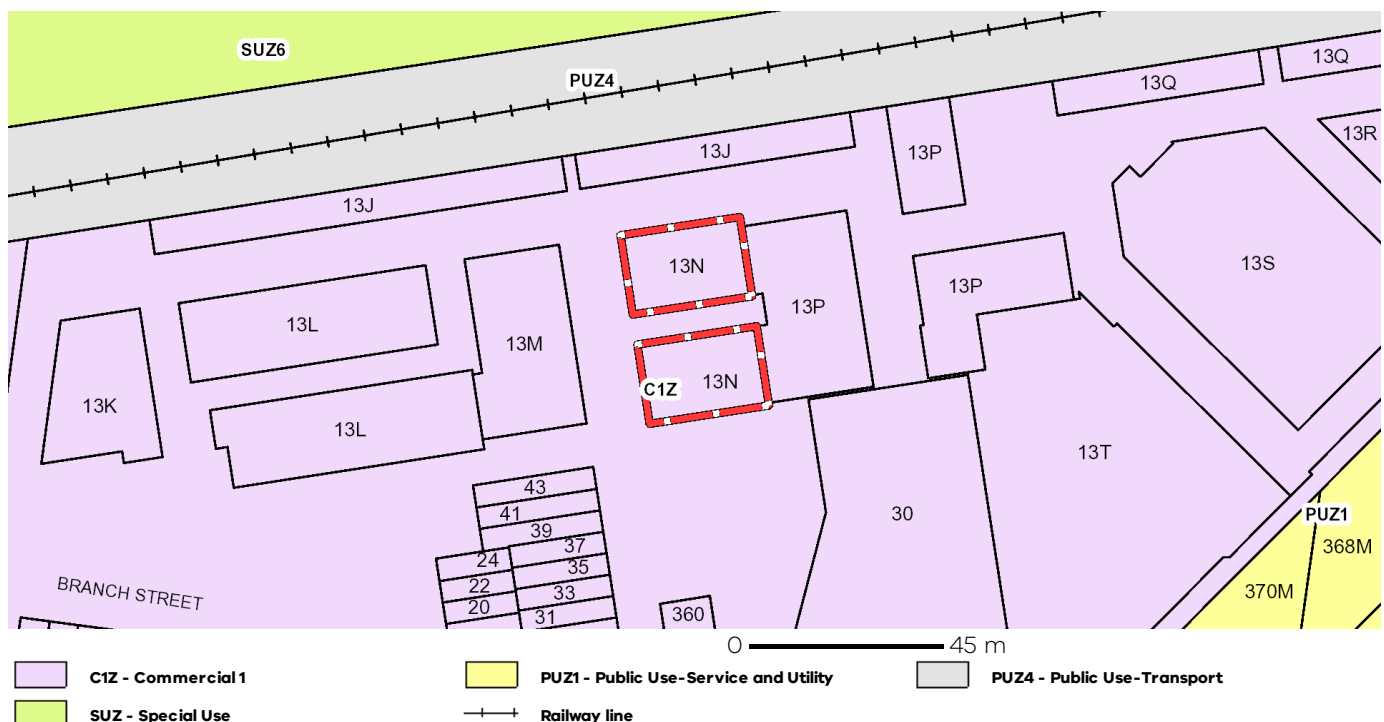 SUZ6
PUZ4
13Q
13Q
13J
13P
13R
13J
13N
13S
13P
13P
13L
13M
13N
C1Z
13K
13L
13T
43
41
30
39
37
24
35
22
33
20
31
360
PUZ1
368M
370M
BRANCH STREET
0 45 m
C1Z - Commercial 1
PUZ1 - Public Use-Service and Utility
PUZ4 - Public Use-Transport
SUZ - Special Use
Railway line